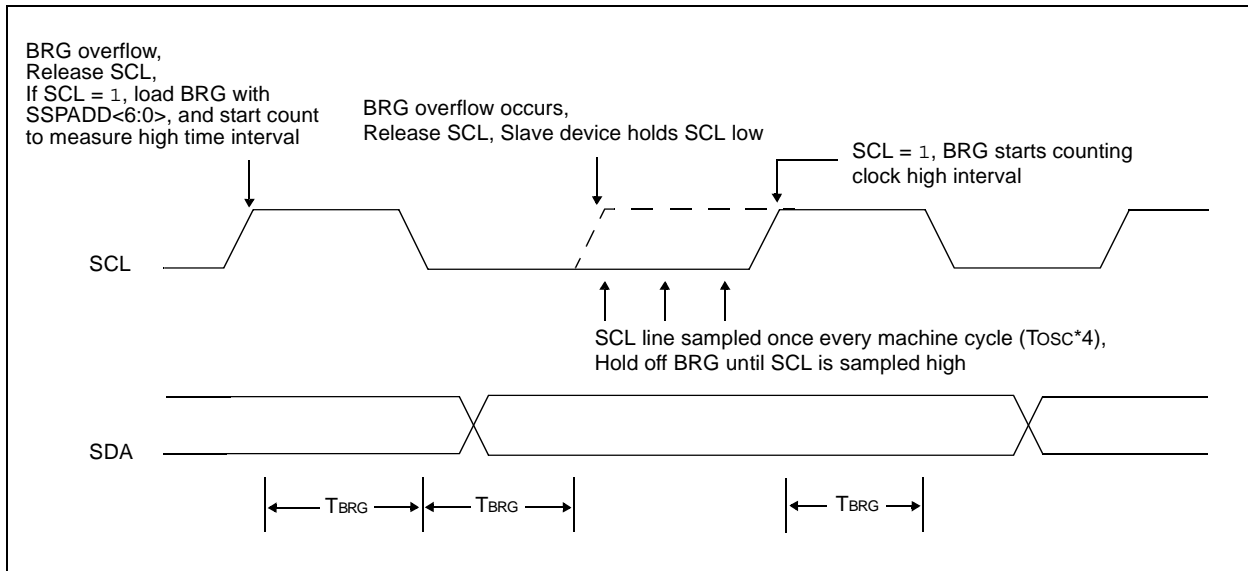 BRG overflow,
Release SCL,
If SCL = 1, load BRG with
SSPADD<6:0>, and start count
to measure high time interval
BRG overflow occurs,
Release SCL, Slave device holds SCL low
SCL = 1, BRG starts counting
clock high interval
SCL
SCL line sampled once every machine cycle (TOSC*4),
Hold off BRG until SCL is sampled high
SDA
TBRG
TBRG
TBRG